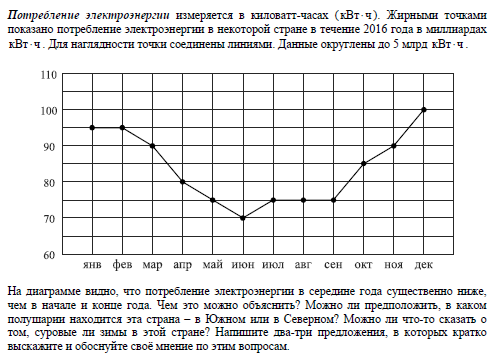 Потребление электроэнергии измеряется в киловатт-часах (кВт·ч). Жирными точками
показано потребление электроэнергии в некоторой стране в течение 2016 года в миллиардах
кВт·ч. Для наглядности точки соединены линиями. Данные округлены до 5 млрд кВт·ч.
110
100
90
80
70
60
янв фев мар апр май июн июл авг сен окт ноя дек
На диаграмме видно, что потребление электроэнергии в середине года существенно ниже,
чем в начале и конце года. Чем это можно объяснить? Можно ли предположить, в каком
полушарии находится эта страна – в Южном или в Северном? Можно ли что-то сказать о
том, суровы ли зимы в этой стране? Напишите два-три предложения, в которых кратко
выскажите и обоснуйте своё мнение по этим вопросам.